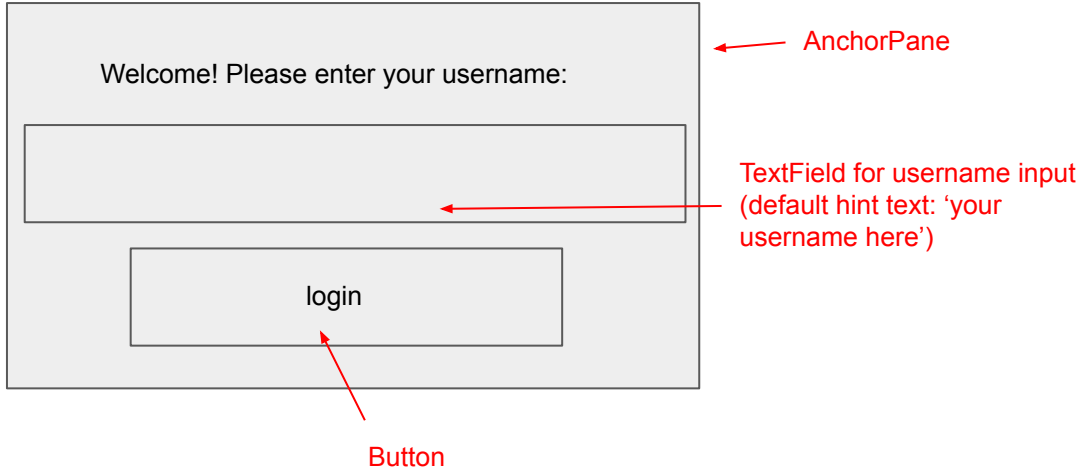 AnchorPane
Welcome! Please enter your username:
TextField for username input
(default hint text: ‘your
username here’)
login
Button